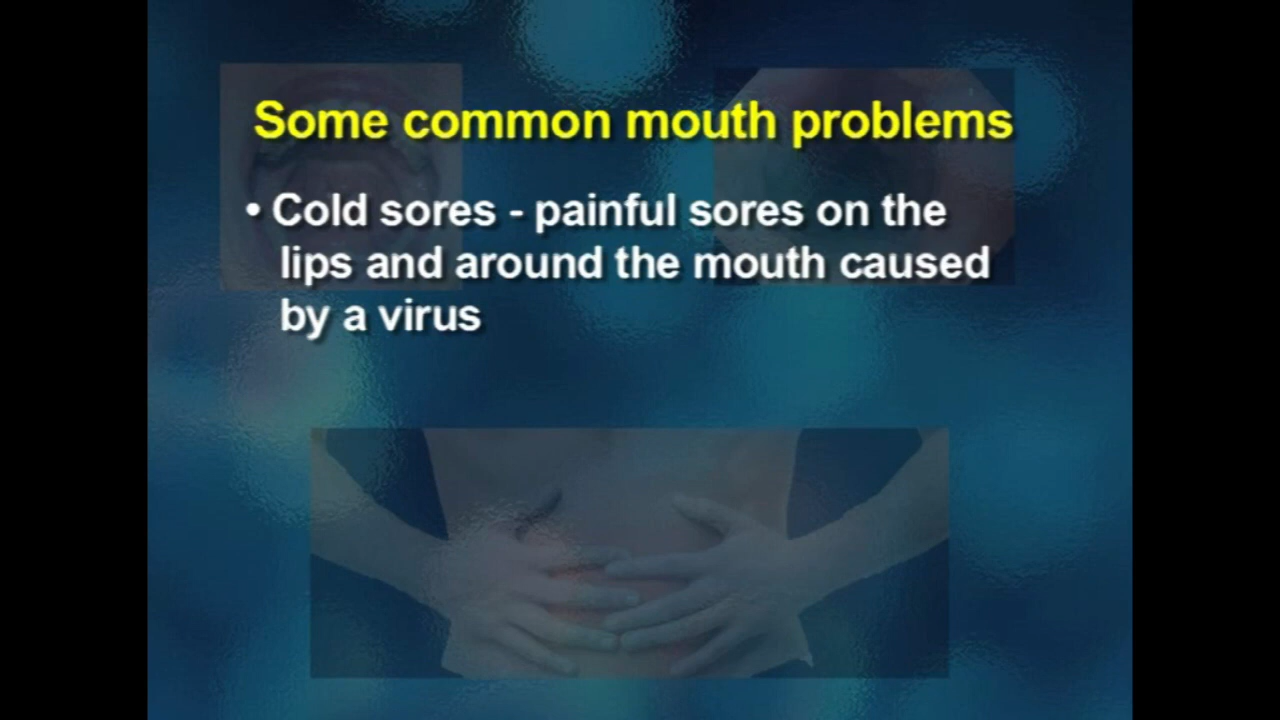 Some common mouth problems
• Cold sores - painful sores on the
lips and around the mouth caused
by a virus